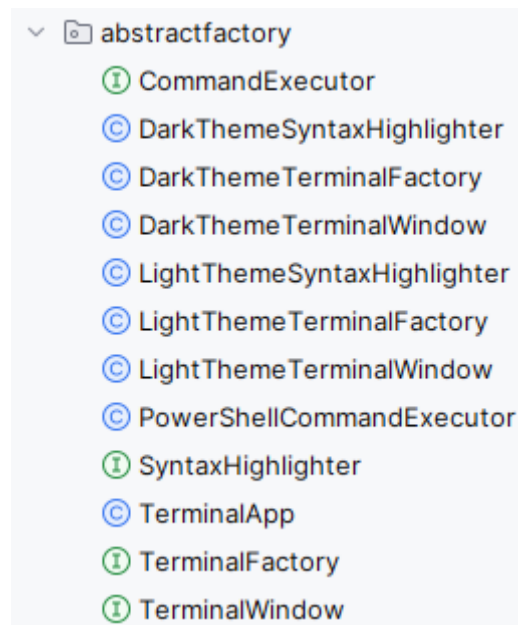 abstractfactory
I CommandExecutor
C DarkThemeSyntaxHighlighter
C DarkThemeTerminalFactory
C DarkThemeTerminalWindow
C LightThemeSyntaxHighlighter
C LightThemeTerminalFactory
C LightThemeTerminalWindow
C PowerShellCommandExecutor
I SyntaxHighlighter
C TerminalApp
I TerminalFactory
I TerminalWindow